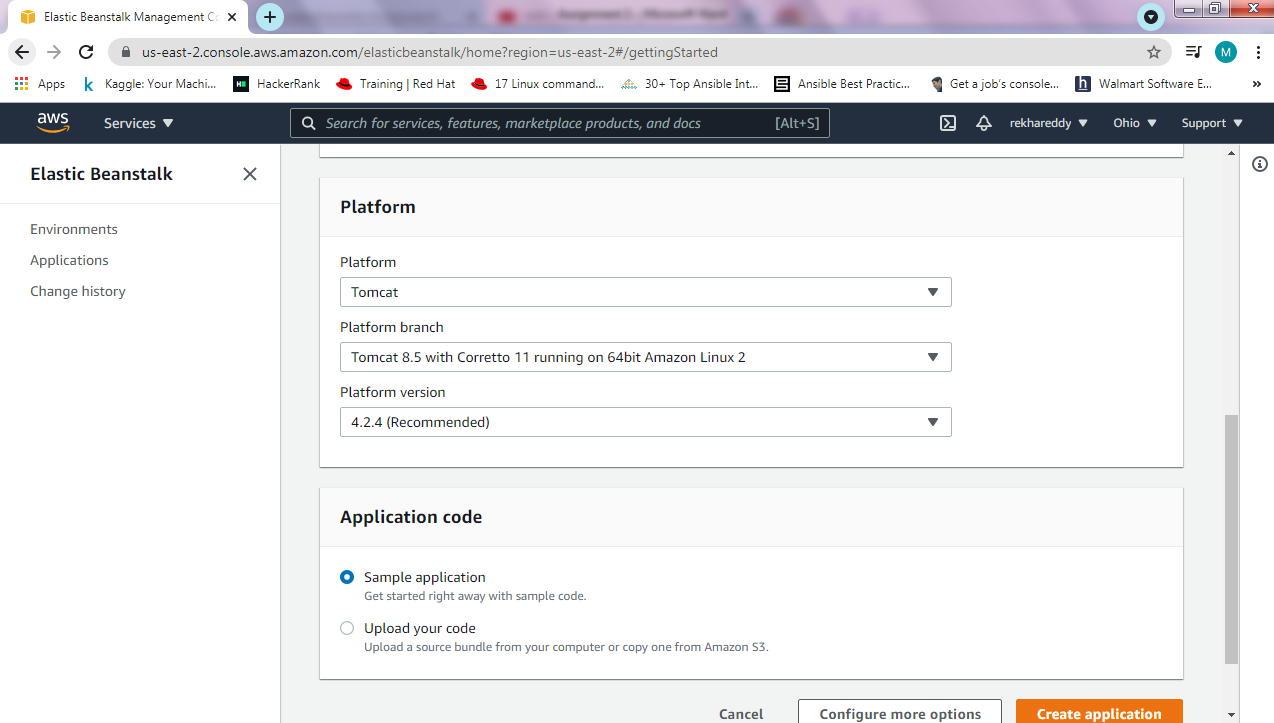 Elastic Beanstalk Management Co
us-east-2.console.aws.amazon.com/elasticbeanstalk/home?region=us-east-2#/gettingStarted
M
Apps
Kaggle: Your Machi...
HackerRank
Training | Red Hat
17 Linux command...
30+ Top Ansible Int...
Ansible Best Practic...
Get a job's console...
Walmart Software E...
»
aws
Services
Search for services, features, marketplace products, and docs
[Alt+S]
rekhareddy
Ohio
Support
Elastic Beanstalk
Environments
Applications
Change history
Platform
Platform
Tomcat
Platform branch
Tomcat 8.5 with Corretto 11 running on 64bit Amazon Linux 2
Platform version
4.2.4 (Recommended)
Application code
Sample application
Get started right away with sample code.
Upload your code
Upload a source bundle from your computer or copy one from Amazon S3.
Cancel
Configure more options
Create application